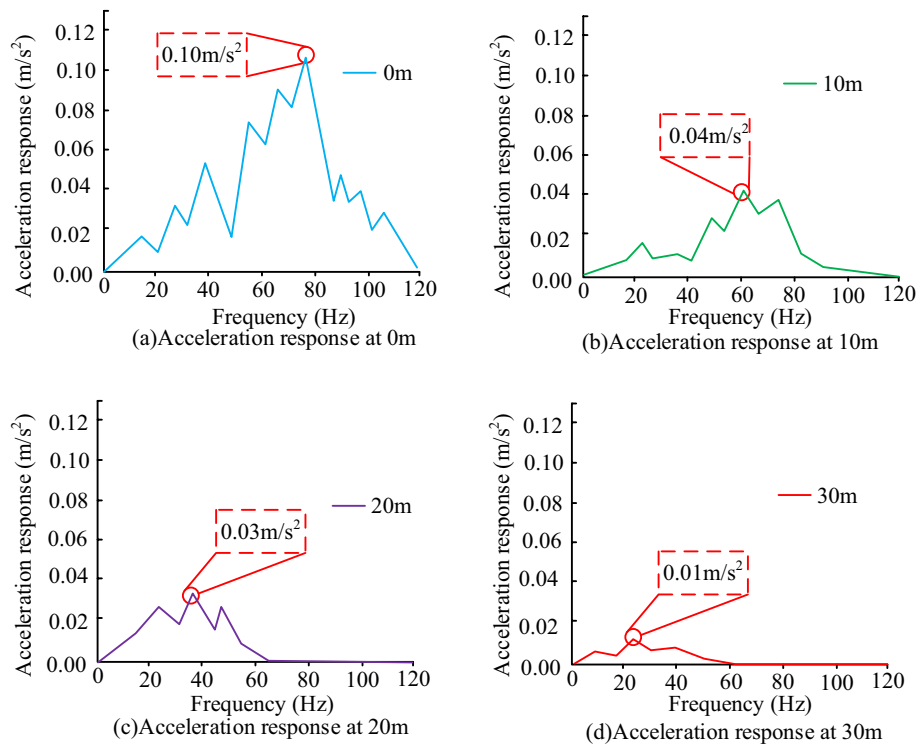 Acceleration response (m/s²)
0.12
0.10
0.08
0.06
0.04
0.02
0.00
0.10m/s²
0m
0 20 40 60 80 100 120
Frequency (Hz)
(a)Acceleration response at 0m
Acceleration response (m/s²)
0.12
0.10
0.08
0.06
0.04
0.02
0.00
10m
0.04m/s²
0 20 40 60 80 100 120
Frequency (Hz)
(b)Acceleration response at 10m
Acceleration response (m/s²)
0.12
0.10
0.08
0.06
0.04
0.02
0.00
20m
0.03m/s²
0 20 40 60 80 100 120
Frequency (Hz)
(c)Acceleration response at 20m
Acceleration response (m/s²)
0.12
0.10
0.08
0.06
0.04
0.02
0.00
30m
0.01m/s²
0 20 40 60 80 100 120
Frequency (Hz)
(d)Acceleration response at 30m